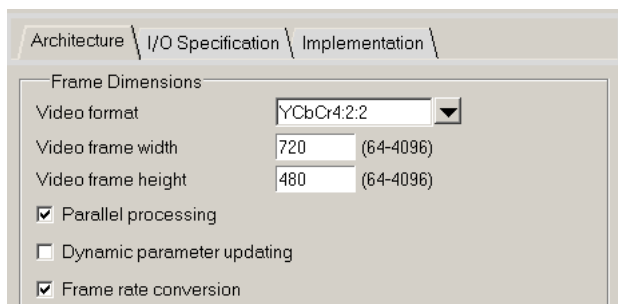 Architecture I/O Specification Implementation
Frame Dimensions
Video format YCbCr4:2:2
Video frame width 720 (64-4096)
Video frame height 480 (64-4096)
Parallel processing
Dynamic parameter updating
Frame rate conversion